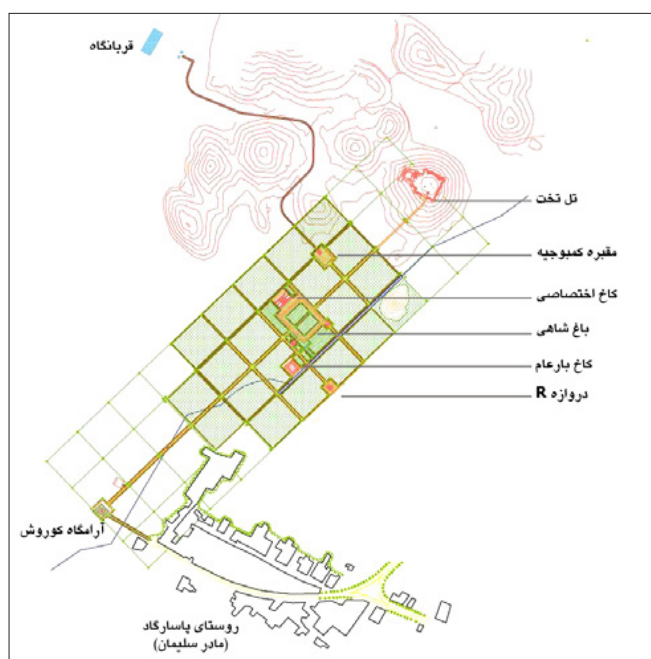 قربانگاه
تل تخت
مقبره کمبوجیه
کاخ اختصاصی
باغ شاهی
کاخ بارعام
دروازه R
آرامگاه کوروش
روستای پاسارگاد
(مادر سلیمان)